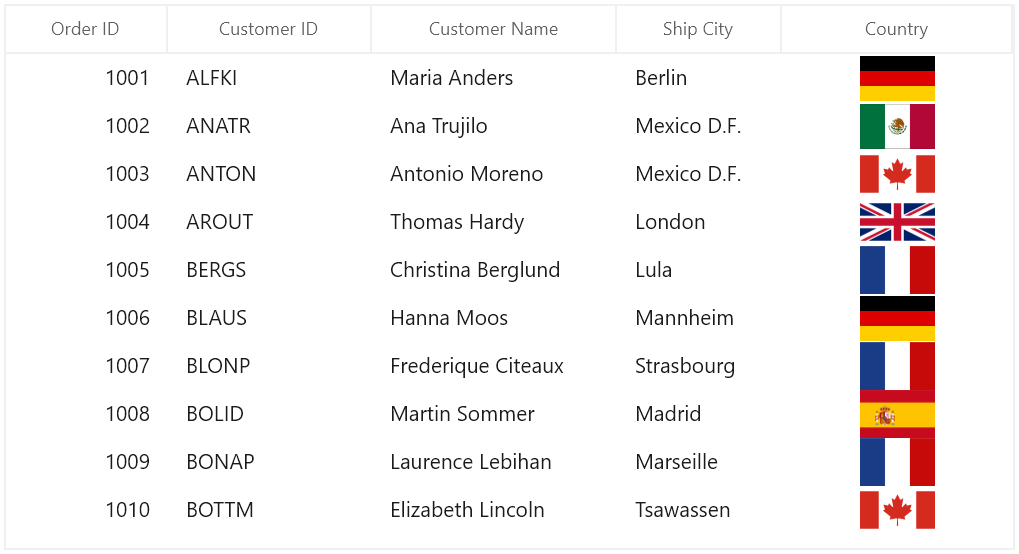 Order ID Customer ID Customer Name Ship City Country
1001 ALFKI Maria Anders Berlin
1002 ANATR Ana Trujilo Mexico D.F.
1003 ANTON Antonio Moreno Mexico D.F.
1004 AROUT Thomas Hardy London
1005 BERGS Christina Berglund Lula
1006 BLAUS Hanna Moos Mannheim
1007 BLONP Frederique Citeaux Strasbourg
1008 BOLID Martin Sommer Madrid
1009 BONAP Laurence Lebihan Marseille
1010 BOTTM Elizabeth Lincoln Tsawassen